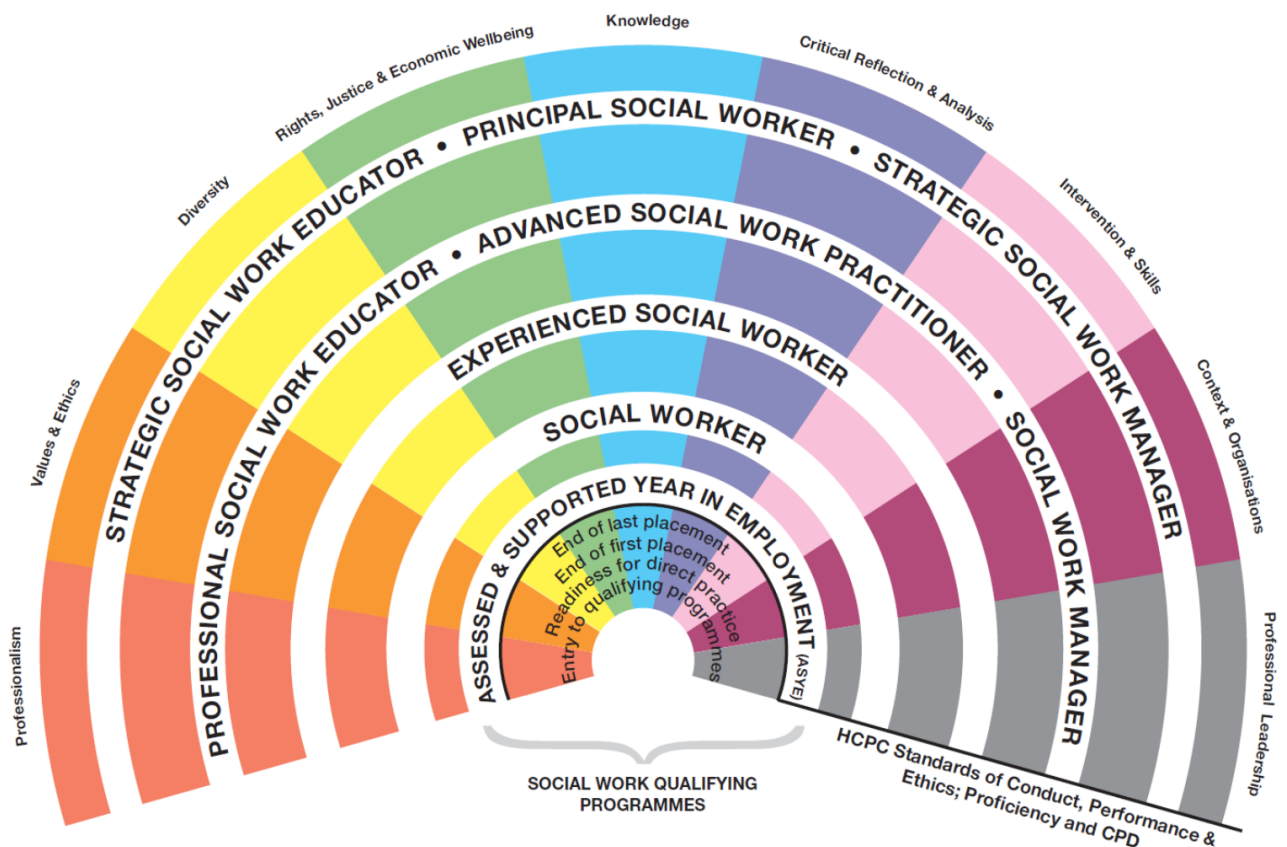 Professionalism
Values & Ethics
Diversity
Rights, Justice & Economic Wellbeing
Knowledge
Critical Reflection & Analysis
Intervention & Skills
Context & Organisations
Professional Leadership
STRATEGIC SOCIAL WORK EDUCATOR • PRINCIPAL SOCIAL WORKER • STRATEGIC SOCIAL WORK MANAGER
PROFESSIONAL SOCIAL WORK EDUCATOR • ADVANCED SOCIAL WORK PRACTITIONER • SOCIAL WORK MANAGER
EXPERIENCED SOCIAL WORKER
SOCIAL WORKER
ASSESSED & SUPPORTED YEAR IN EMPLOYMENT (ASYE)
End of last placement
End of first placement
Readiness for direct practice
Entry to qualifying programmes
SOCIAL WORK QUALIFYING
PROGRAMMES
HCPC Standards of Conduct, Performance &
Ethics; Proficiency and CPD